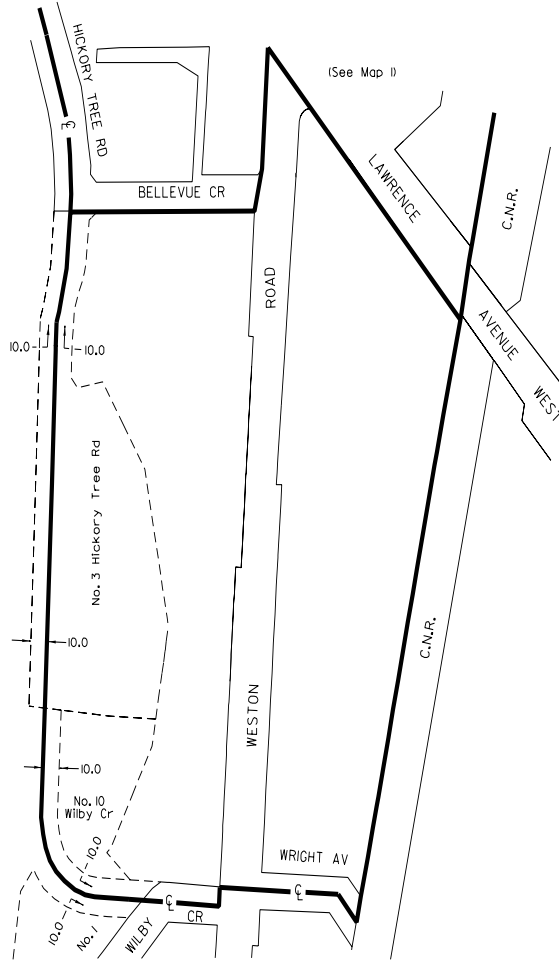 HICKORY TREE RD
(See Map 1)
℄
BELLEVUE CR
LAWRENCE
AVENUE
WEST
C.N.R.
ROAD
10.0
10.0
No. 3 Hickory Tree Rd
C.N.R.
10.0
WESTON
10.0
No. 10
Wilby Cr
10.0
WRIGHT AV
℄
℄
CR
WILBY
10.0
No. 1